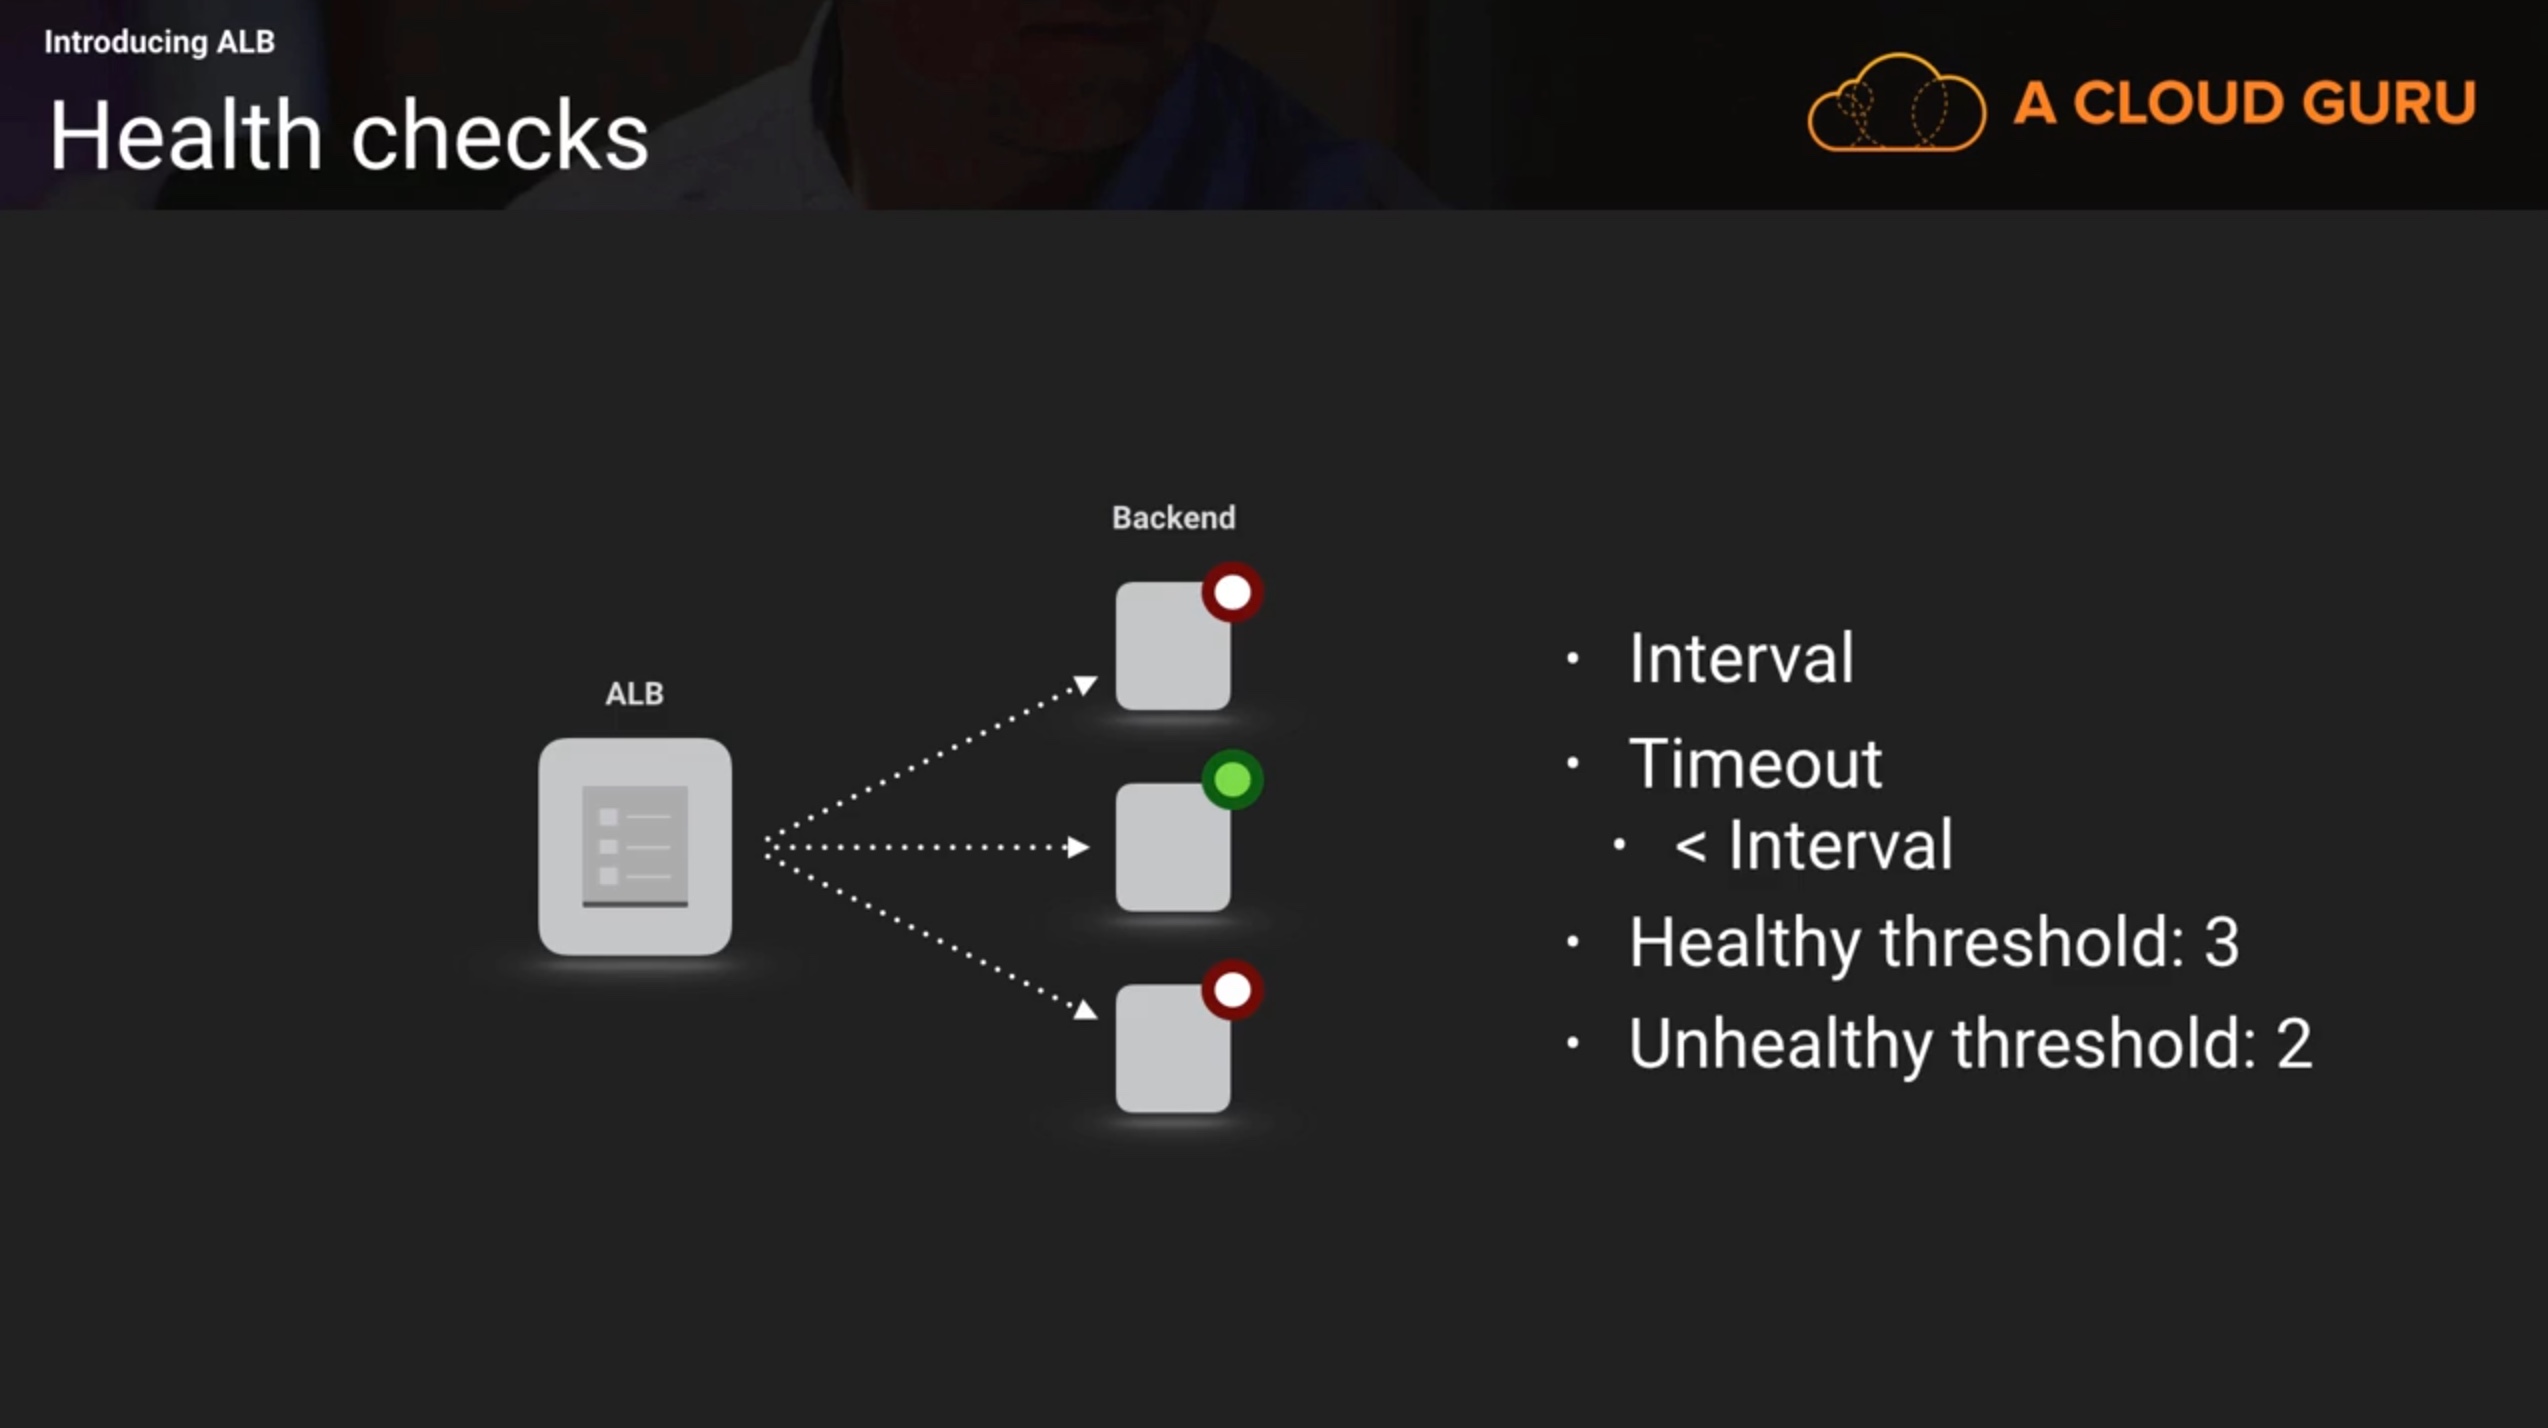 Introducing ALB
Health checks
A CLOUD GURU
Backend
ALB
• Interval
• Timeout
• < Interval
• Healthy threshold: 3
• Unhealthy threshold: 2